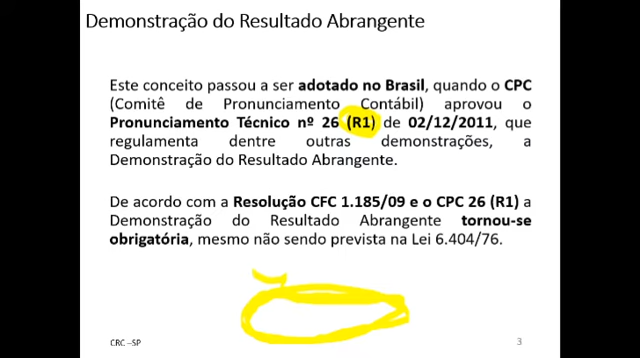 Demonstração do Resultado Abrangente
Este conceito passou a ser adotado no Brasil, quando o CPC
(Comitê de Pronunciamento Contábil) aprovou o
Pronunciamento Técnico nº 26 (R1) de 02/12/2011, que
regulamenta dentre outras demonstrações, a
Demonstração do Resultado Abrangente.
De acordo com a Resolução CFC 1.185/09 e o CPC 26 (R1) a
Demonstração do Resultado Abrangente tornou-se
obrigatória, mesmo não sendo prevista na Lei 6.404/76.
CRC –SP
3